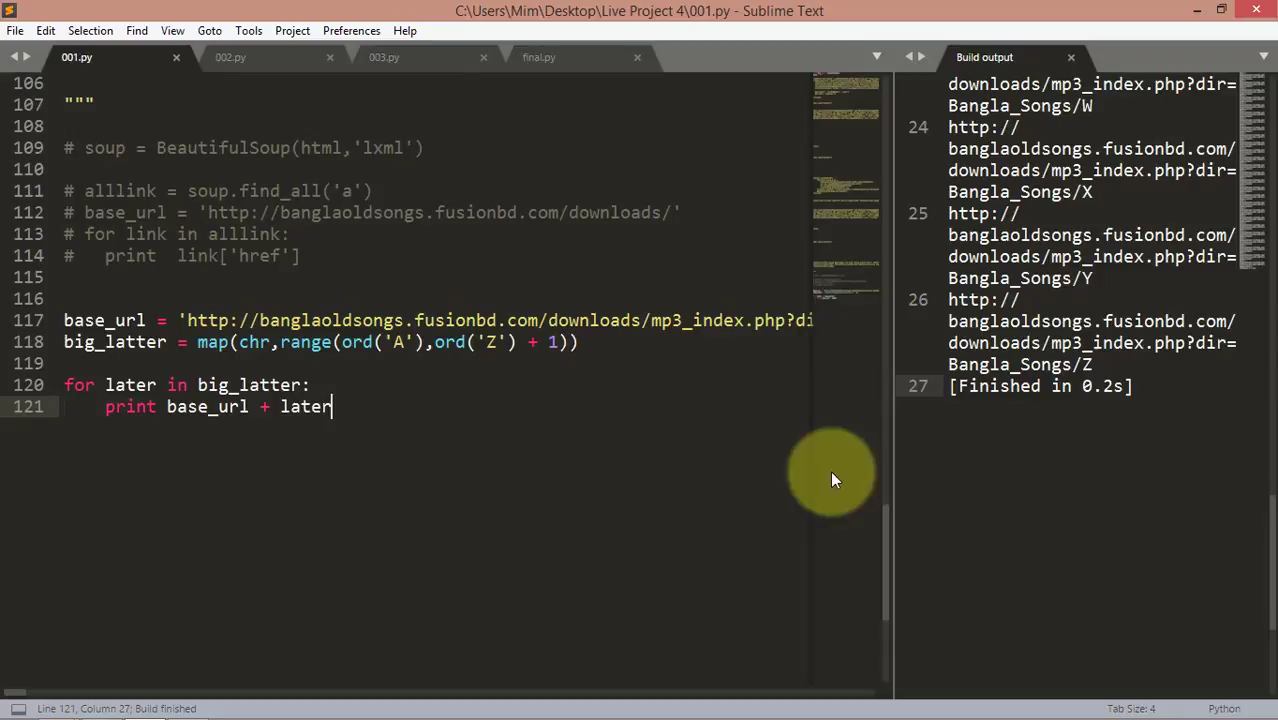 C:\Users\Mim\Desktop\Live Project 4\001.py - Sublime Text
File Edit Selection Find View Goto Tools Project Preferences Help
001.py 002.py 003.py final.py
Build output
106
107 """
108
109 # soup = BeautifulSoup(html,'lxml')
110
111 # alllink = soup.find_all('a')
112 # base_url = 'http://banglaoldsongs.fusionbd.com/downloads/'
113 # for link in alllink:
114 #   print  link['href']
115
116
117 base_url = 'http://banglaoldsongs.fusionbd.com/downloads/mp3_index.php?di
118 big_latter = map(chr,range(ord('A'),ord('Z') + 1))
119
120 for later in big_latter:
121     print base_url + later
downloads/mp3_index.php?dir=
Bangla_Songs/W
24 http://
banglaoldsongs.fusionbd.com/
downloads/mp3_index.php?dir=
Bangla_Songs/X
25 http://
banglaoldsongs.fusionbd.com/
downloads/mp3_index.php?dir=
Bangla_Songs/Y
26 http://
banglaoldsongs.fusionbd.com/
downloads/mp3_index.php?dir=
Bangla_Songs/Z
27 [Finished in 0.2s]
Line 121, Column 27; Build finished
Tab Size: 4
Python